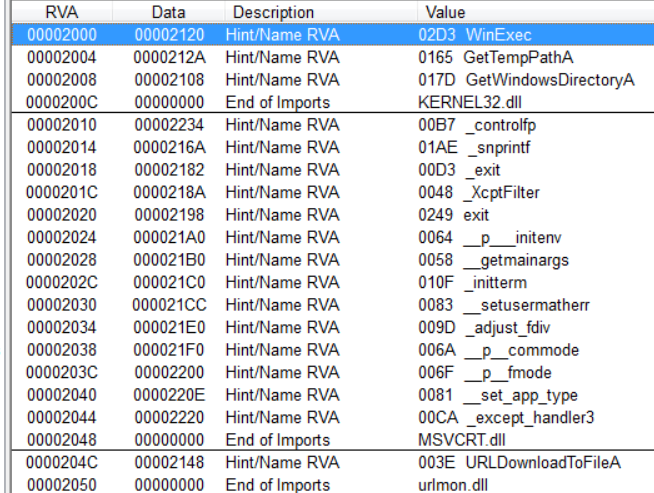 RVA Data Description Value
00002000 00002120 Hint/Name RVA 02D3 WinExec
00002004 0000212A Hint/Name RVA 0165 GetTempPathA
00002008 00002108 Hint/Name RVA 017D GetWindowsDirectoryA
0000200C 00000000 End of Imports KERNEL32.dll
00002010 00002234 Hint/Name RVA 00B7 _controlfp
00002014 0000216A Hint/Name RVA 01AE _snprintf
00002018 00002182 Hint/Name RVA 00D3 _exit
0000201C 0000218A Hint/Name RVA 0048 _XcptFilter
00002020 00002198 Hint/Name RVA 0249 exit
00002024 000021A0 Hint/Name RVA 0064 __p___initenv
00002028 000021B0 Hint/Name RVA 0058 __getmainargs
0000202C 000021C0 Hint/Name RVA 010F _initterm
00002030 000021CC Hint/Name RVA 0083 __setusermatherr
00002034 000021E0 Hint/Name RVA 009D _adjust_fdiv
00002038 000021F0 Hint/Name RVA 006A __p__commode
0000203C 00002200 Hint/Name RVA 006F __p__fmode
00002040 0000220E Hint/Name RVA 0081 __set_app_type
00002044 00002220 Hint/Name RVA 00CA _except_handler3
00002048 00000000 End of Imports MSVCRT.dll
0000204C 00002148 Hint/Name RVA 003E URLDownloadToFileA
00002050 00000000 End of Imports urlmon.dll